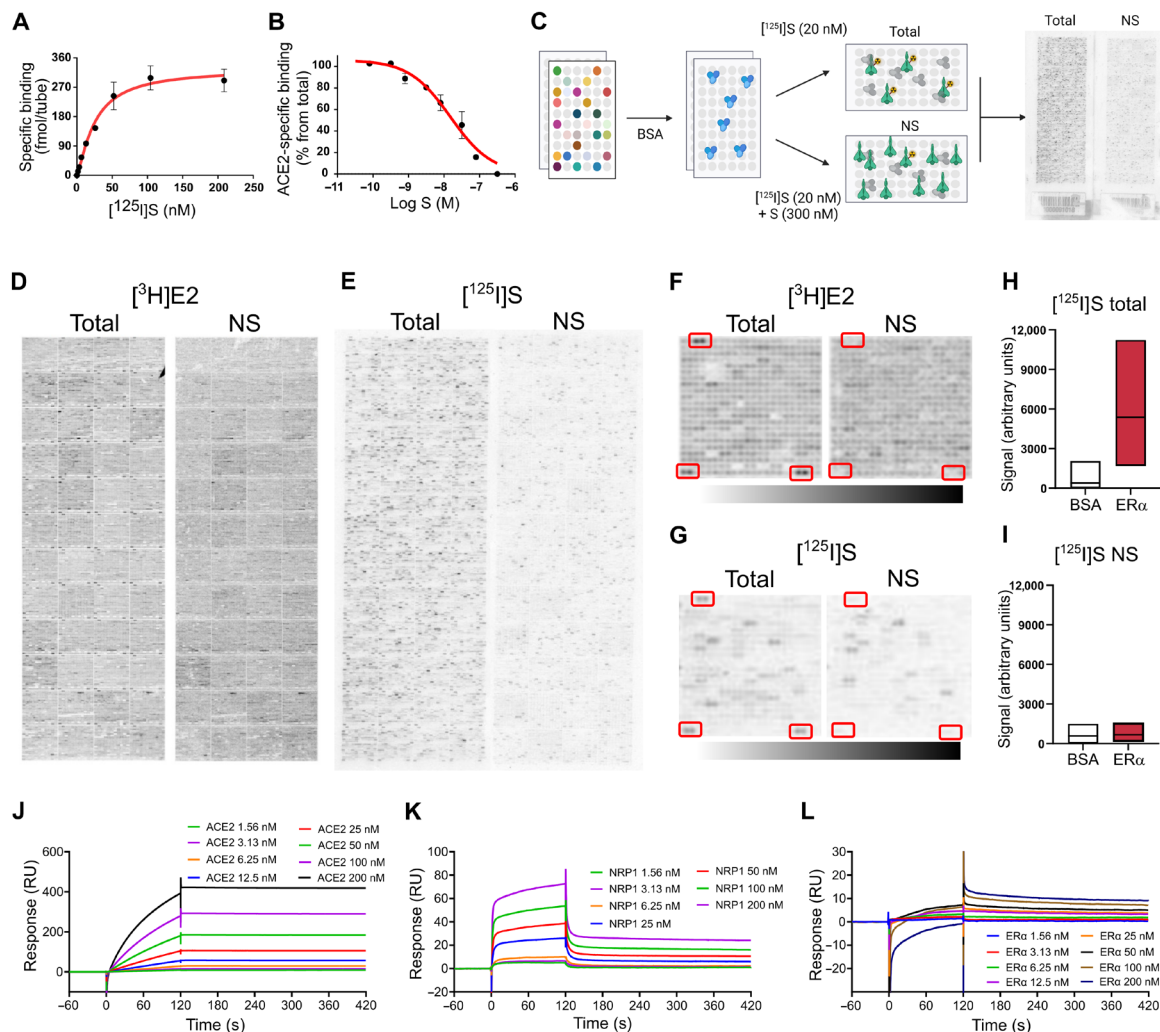 A
Specific binding
(fmol/tube)
360
270
180
90
0
0 50 100 150 200 250
[125I]S (nM)
B
ACE2-specific binding
(% from total)
120
100
80
60
40
20
0
−11 −10 −9 −8 −7 −6
Log S (M)
C
BSA
[125I]S (20 nM)
Total
NS
[125I]S (20 nM)
+ S (300 nM)
Total NS
D
[3H]E2
Total NS
E
[125I]S
Total NS
F
[3H]E2
Total NS
G
[125I]S
Total NS
H
[125I]S total
Signal (arbitrary units)
12,000
9000
6000
3000
0
BSA ERα
I
[125I]S NS
Signal (arbitrary uniits)
12,000
9000
6000
3000
0
BSA ERα
J
ACE2 1.56 nM ACE2 25 nM
ACE2 3.13 nM ACE2 50 nM
ACE2 6.25 nM ACE2 100 nM
ACE2 12.5 nM ACE2 200 nM
Response (RU)
600
400
200
0
−60 0 60 120 180 240 300 360 420
Time (s)
K
NRP1 1.56 nM NRP1 50 nM
NRP1 3.13 nM NRP1 100 nM
NRP1 6.25 nM NRP1 200 nM
NRP1 25 nM
Response (RU)
100
80
60
40
20
0
−20
−60 0 60 120 180 240 300 360 420
Time (s)
L
Response (RU)
30
20
10
0
−10
−20
ERα 1.56 nM ERα 25 nM
ERα 3.13 nM ERα 50 nM
ERα 6.25 nM ERα 100 nM
ERα 12.5 nM ERα 200 nM
−60 0 60 120 180 240 300 360 420
Time (s)